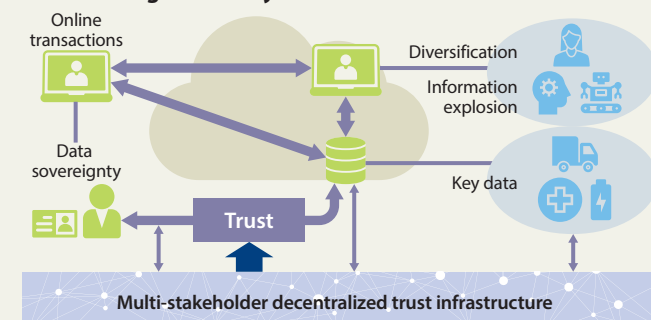 Online
transactions
Diversification
Information
explosion
Data
sovereignty
Key data
Trust
Multi-stakeholder decentralized trust infrastructure